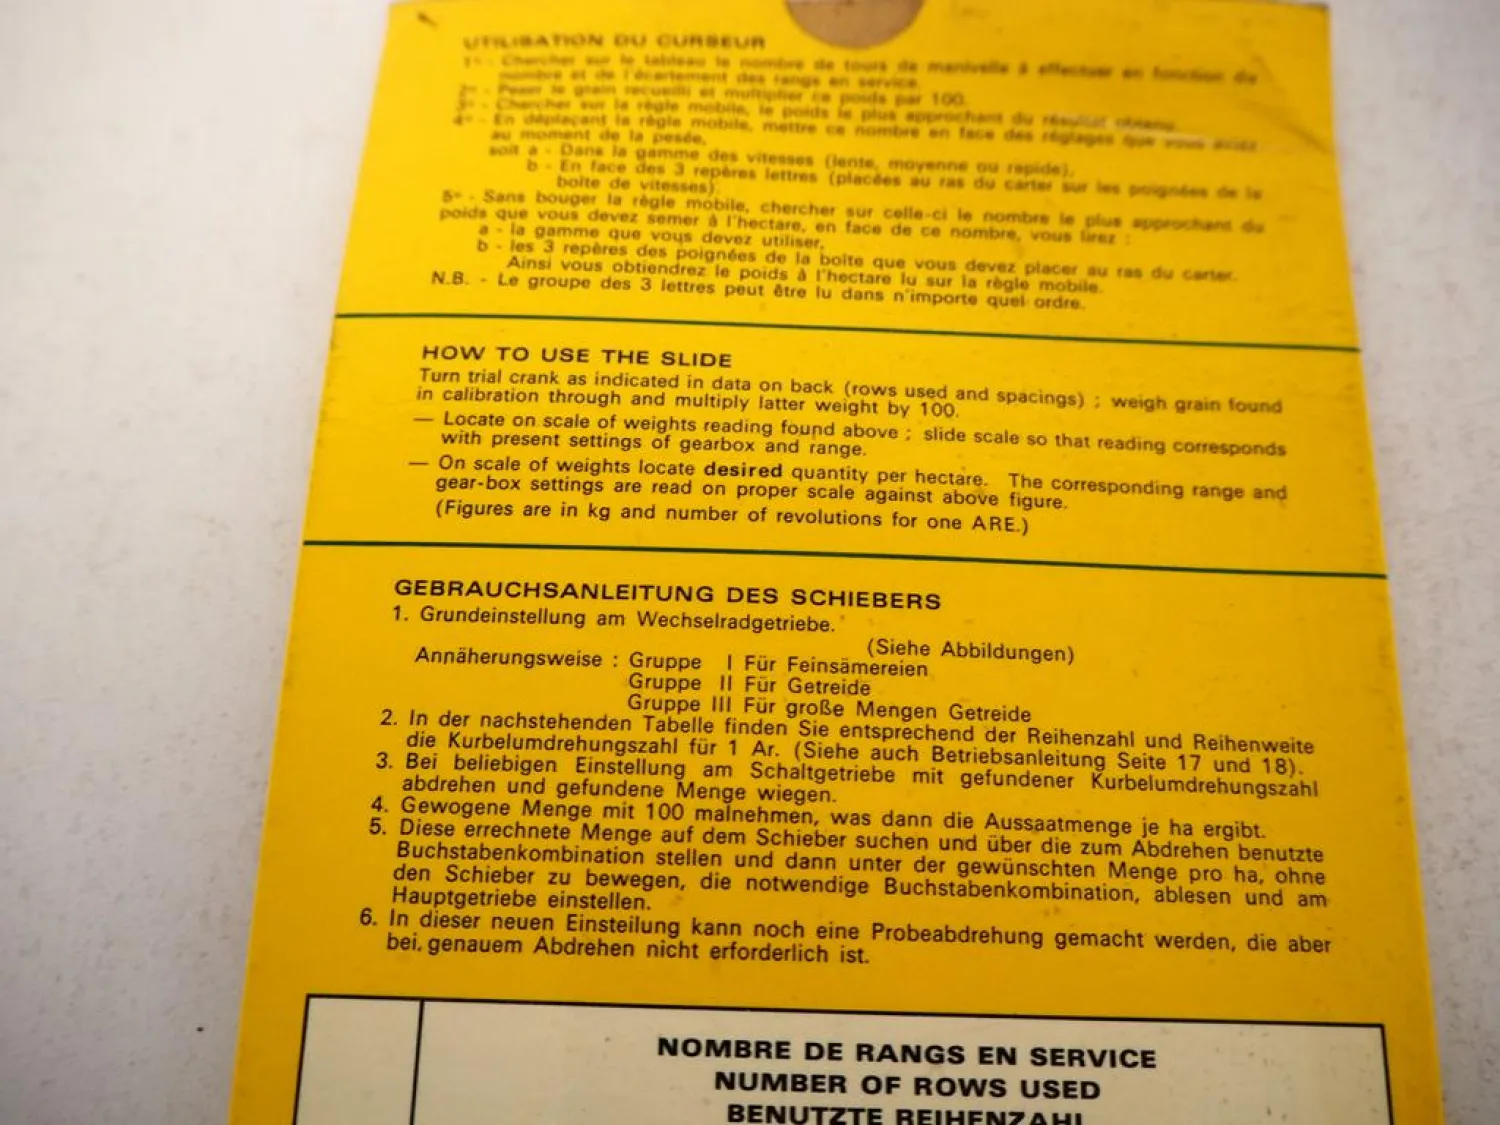 UTILISATION DU CURSEUR
1° - Chercher sur le tableau le nombre de tours de manivelle à effectuer en fonction du
nombre et de l'écartement des rangs en service.
2° - Peser le grain recueilli et multiplier ce poids par 100.
3° - Chercher sur la règle mobile, le poids le plus approchant du résultat obtenu.
4° - En déplaçant la règle mobile, mettre ce nombre en face des réglages que vous aviez
au moment de la pesée,
soit a - Dans la gamme des vitesses (lente, moyenne ou rapide),
b - En face des 3 repères lettres (placées au ras du carter sur les poignées de la
boîte de vitesses).
5° - Sans bouger la règle mobile, chercher sur celle-ci le nombre le plus approchant du
poids que vous devez semer à l'hectare, en face de ce nombre, vous lirez :
a - la gamme que vous devez utiliser,
b - les 3 repères des poignées de la boîte que vous devez placer au ras du carter.
Ainsi vous obtiendrez le poids à l'hectare lu sur la règle mobile.
N.B. - Le groupe des 3 lettres peut être lu dans n'importe quel ordre.
HOW TO USE THE SLIDE
Turn trial crank as indicated in data on back (rows used and spacings) ; weigh grain found
in calibration through and multiply latter weight by 100.
— Locate on scale of weights reading found above ; slide scale so that reading corresponds
with present settings of gearbox and range.
— On scale of weights locate desired quantity per hectare. The corresponding range and
gear-box settings are read on proper scale against above figure.
(Figures are in kg and number of revolutions for one ARE.)
GEBRAUCHSANLEITUNG DES SCHIEBERS
1. Grundeinstellung am Wechselradgetriebe.
(Siehe Abbildungen)
Annäherungsweise : Gruppe I Für Feinsämereien
Gruppe II Für Getreide
Gruppe III Für große Mengen Getreide
2. In der nachstehenden Tabelle finden Sie entsprechend der Reihenzahl und Reihenweite
die Kurbelumdrehungszahl für 1 Ar. (Siehe auch Betriebsanleitung Seite 17 und 18).
3. Bei beliebigen Einstellung am Schaltgetriebe mit gefundener Kurbelumdrehungszahl
abdrehen und gefundene Menge wiegen.
4. Gewogene Menge mit 100 malnehmen, was dann die Aussaatmenge je ha ergibt.
5. Diese errechnete Menge auf dem Schieber suchen und über die zum Abdrehen benutzte
Buchstabenkombination stellen und dann unter der gewünschten Menge pro ha, ohne
den Schieber zu bewegen, die notwendige Buchstabenkombination, ablesen und am
Hauptgetriebe einstellen.
6. In dieser neuen Einsteilung kann noch eine Probeabdrehung gemacht werden, die aber
bei genauem Abdrehen nicht erforderlich ist.
NOMBRE DE RANGS EN SERVICE
NUMBER OF ROWS USED
BENUTZTE REIHENZAHL